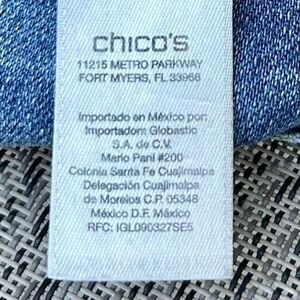 chico's
11215 METRO PARKWAY
FORT MYERS, FL 33966
Importado en México por:
Importador: Globastic
S.A. de C.V.
Mario Pani #200
Colonia Santa Fe Cuajimalpa
Delegación Cuajimalpa
de Morelos C.P. 05348
México D.F. México
RFC: IGL090327SE5